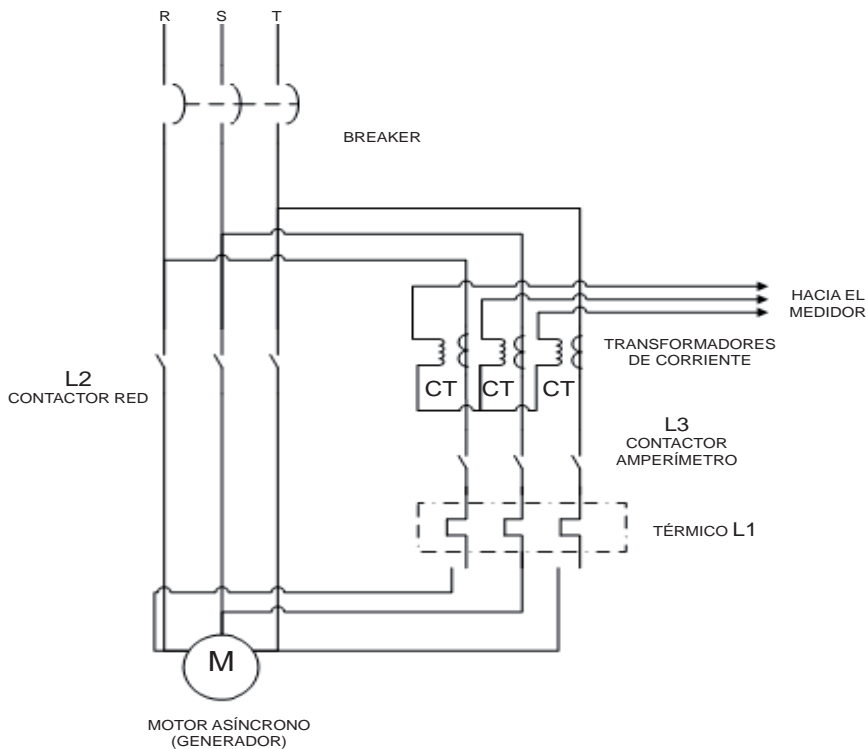 R S T
BREAKER
HACIA EL
MEDIDOR
TRANSFORMADORES
DE CORRIENTE
L2
CONTACTOR RED
CT CT CT
L3
CONTACTOR
AMPERÍMETRO
TÉRMICO L1
M
MOTOR ASÍNCRONO
(GENERADOR)